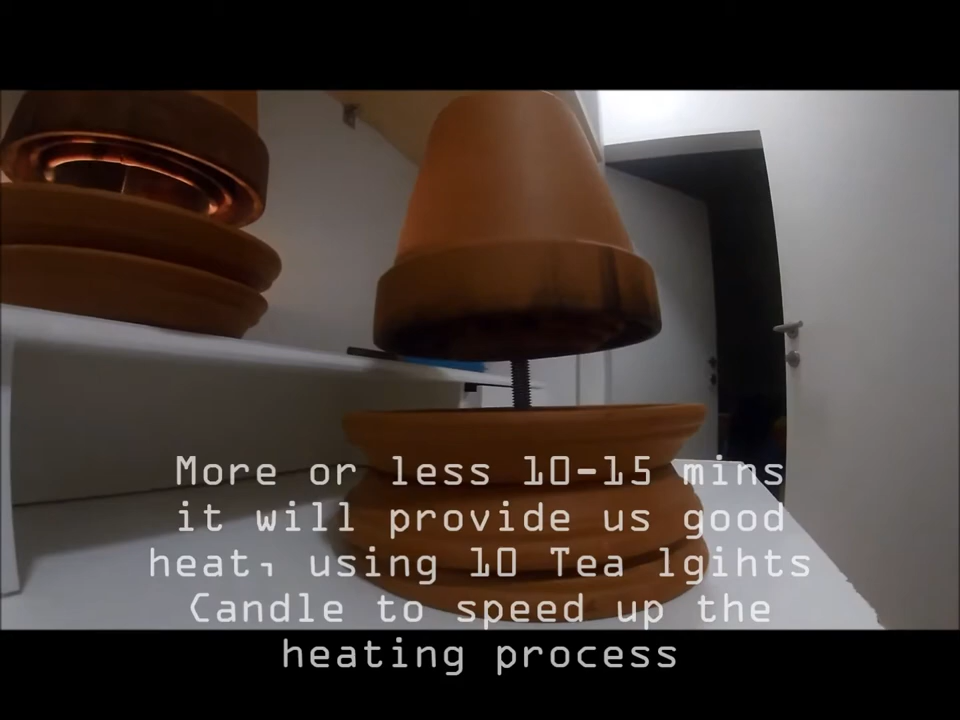 More or less 10-15 mins
it will provide us good
heat, using 10 Tea lgihts
Candle to speed up the
heating process